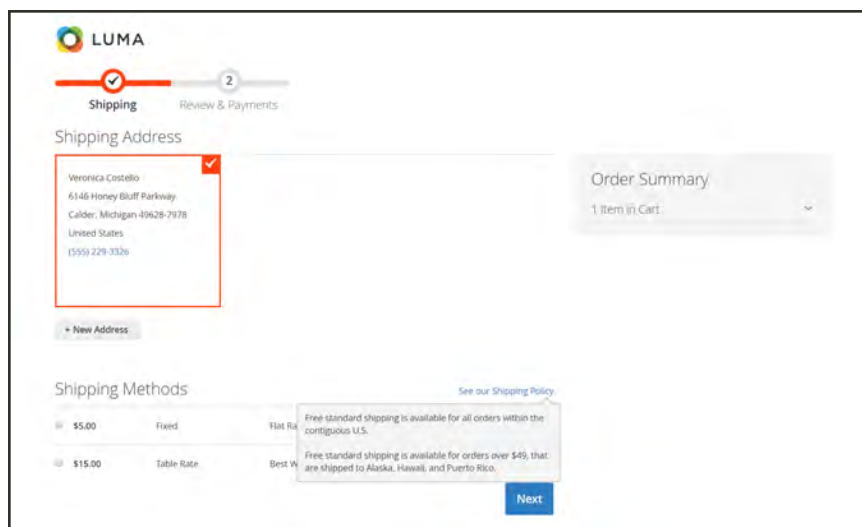 LUMA
2
Shipping
Review & Payments
Shipping Address
Veronica Costello
6146 Honey Bluff Parkway
Calder, Michigan 49628-7978
United States
(555) 229-3326
+ New Address
Order Summary
1 Item in Cart
Shipping Methods
See our Shipping Policy
$5.00 Fixed Flat Ra
$15.00 Table Rate Best W
Free standard shipping is available for all orders within the
contiguous U.S.
Free standard shipping is available for orders over $49, that
are shipped to Alaska, Hawaii, and Puerto Rico.
Next